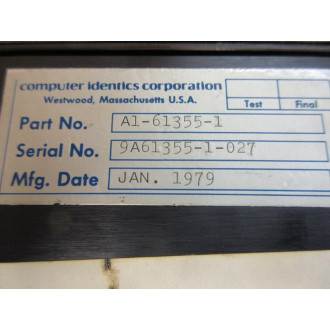 computer identics corporation
Westwood, Massachusetts U.S.A.
Test Final
Part No. A1-61355-1
Serial No. 9A61355-1-027
Mfg. Date JAN. 1979